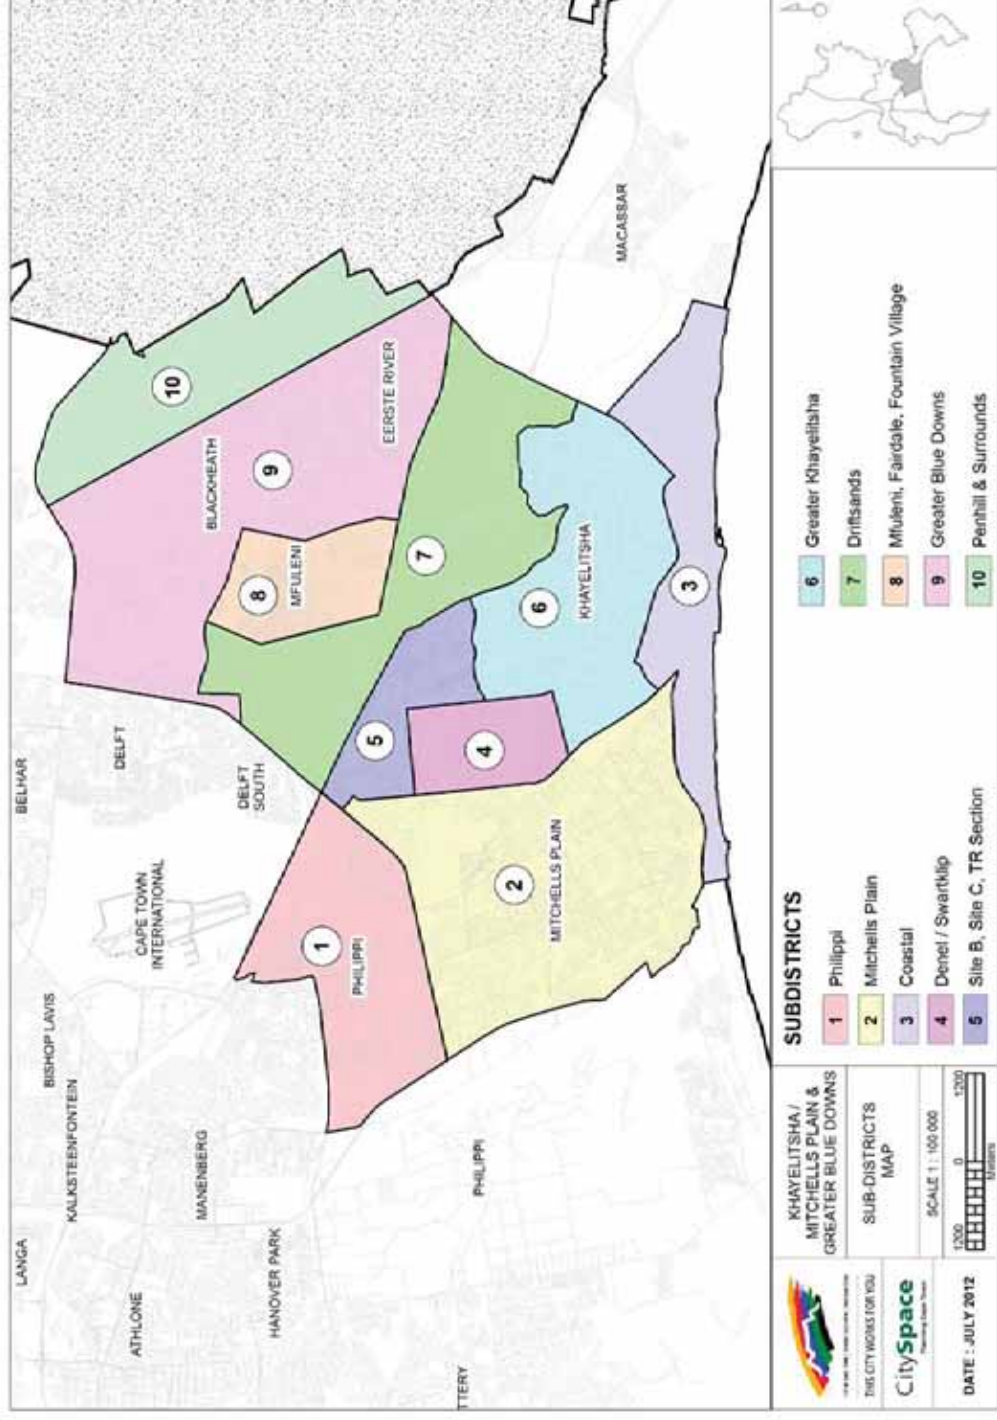 BELHAR
BISHOP LAVIS
KALKSTEENFONTEIN
LANGA
DELFT
CAPE TOWN
INTERNATIONAL
DELFT
SOUTH
MANENBERG
ATHLONE
HANOVER PARK
PHILIPPI
TTERY
MACASSAR
BLACKHEATH
EERSTE RIVER
MFULENI
KHAYELITSHA
MITCHELLS PLAIN
PHILIPPI
1
2
3
4
5
6
7
8
9
10
KHAYELITSHA /
MITCHELLS PLAIN &
GREATER BLUE DOWNS
SUB-DISTRICTS
MAP
SCALE 1 : 100 000
1200 0 1200
Meters
THIS CITY WORKS FOR YOU
CitySpace
DATE : JULY 2012
SUBDISTRICTS
1 Philippi
2 Mitchells Plain
3 Coastal
4 Denel / Swartklip
5 Site B, Site C, TR Section
6 Greater Khayelitsha
7 Driftsands
8 Mfuleni, Fairdale, Fountain Village
9 Greater Blue Downs
10 Penhill & Surrounds